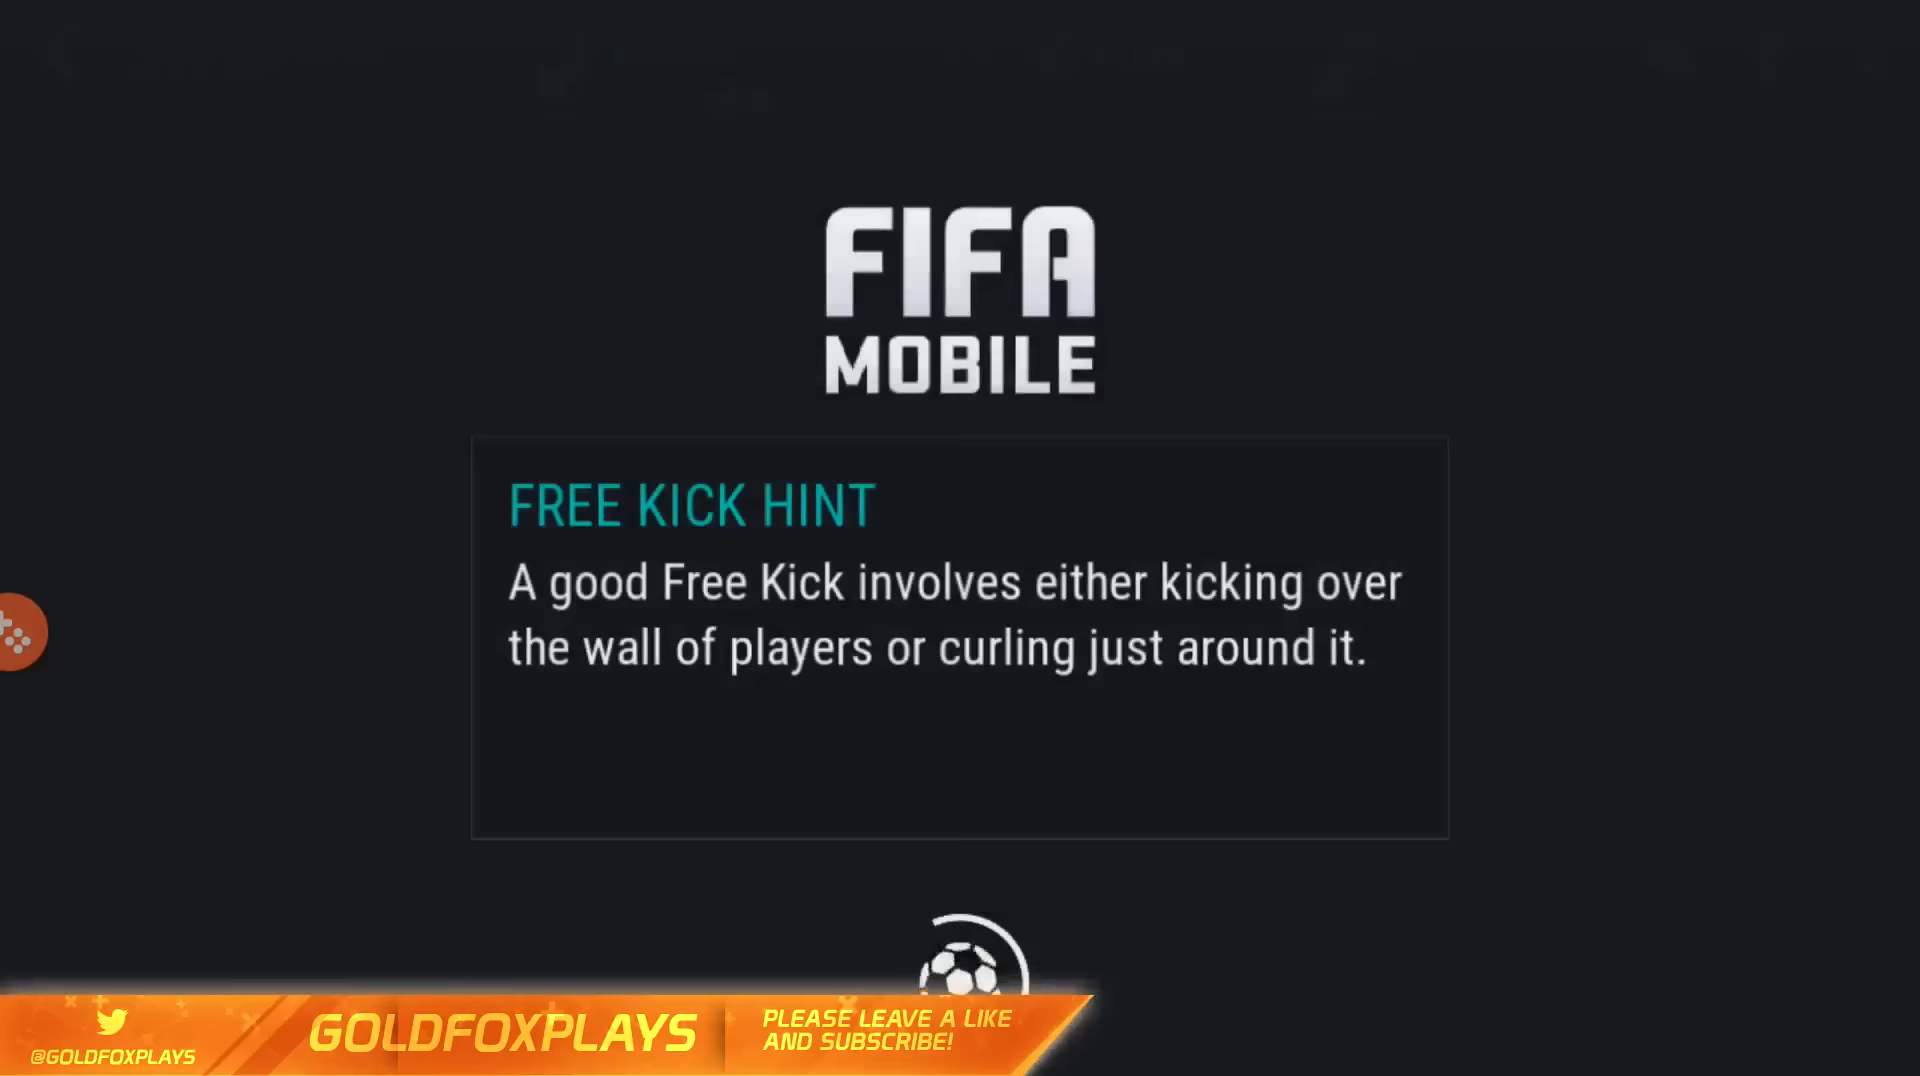 FIFA
MOBILE
FREE KICK HINT
A good Free Kick involves either kicking over
the wall of players or curling just around it.
@GOLDFOXPLAYS
GOLDFOXPLAYS
PLEASE LEAVE A LIKE
AND SUBSCRIBE!